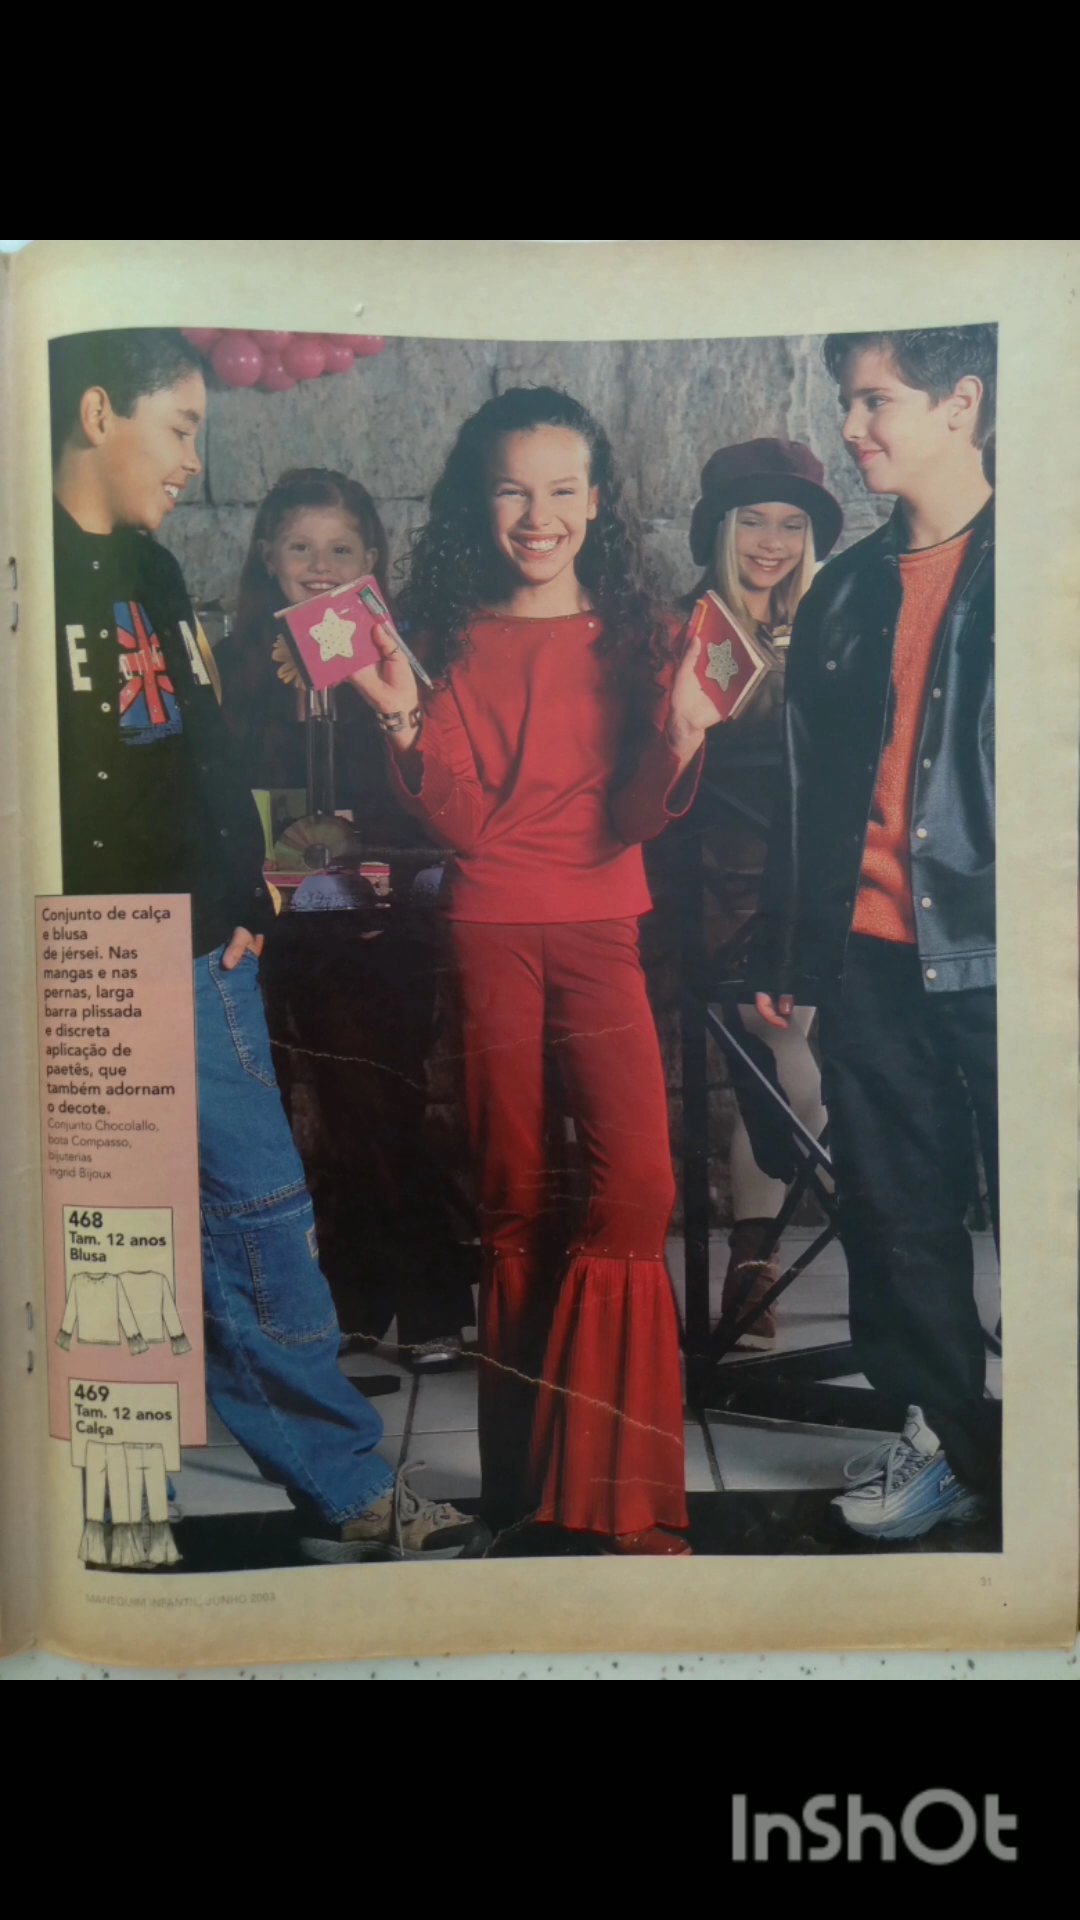 E A
Conjunto de calça
e blusa
de jérsei. Nas
mangas e nas
pernas, larga
barra plissada
e discreta
aplicação de
paetês, que
também adornam
o decote.
Conjunto Chocolallo,
bota Compasso,
bijuterias
Ingrid Bijoux
468
Tam. 12 anos
Blusa
469
Tam. 12 anos
Calça
MANEQUIM INFANTIL, JUNHO 2003
31
InShOt